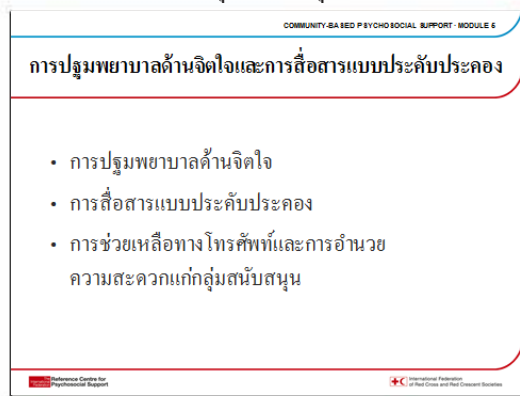 COMMUNITY-BASED PSYCHOSOCIAL SUPPORT · MODULE 5
การปฐมพยาบาลด้านจิตใจและการสื่อสารแบบประคับประคอง
• การปฐมพยาบาลด้านจิตใจ
• การสื่อสารแบบประคับประคอง
• การช่วยเหลือทางโทรศัพท์และการอำนวย
ความสะดวกแก่กลุ่มสนับสนุน
Reference Centre for
Psychosocial Support
International Federation
of Red Cross and Red Crescent Societies